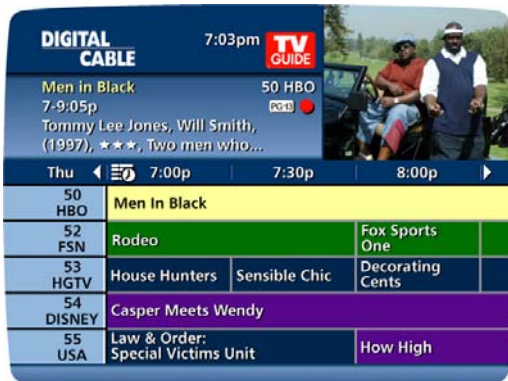 DIGITAL
CABLE
7:03pm
TV
GUIDE
Men in Black
50 HBO
7-9:05p
PG-13
Tommy Lee Jones, Will Smith,
(1997), ★★★, Two men who...
Thu 7:00p 7:30p 8:00p
50
HBO
Men In Black
52
FSN
Rodeo
Fox Sports
One
53
HGTV
House Hunters
Sensible Chic
Decorating
Cents
54
DISNEY
Casper Meets Wendy
55
USA
Law & Order:
Special Victims Unit
How High